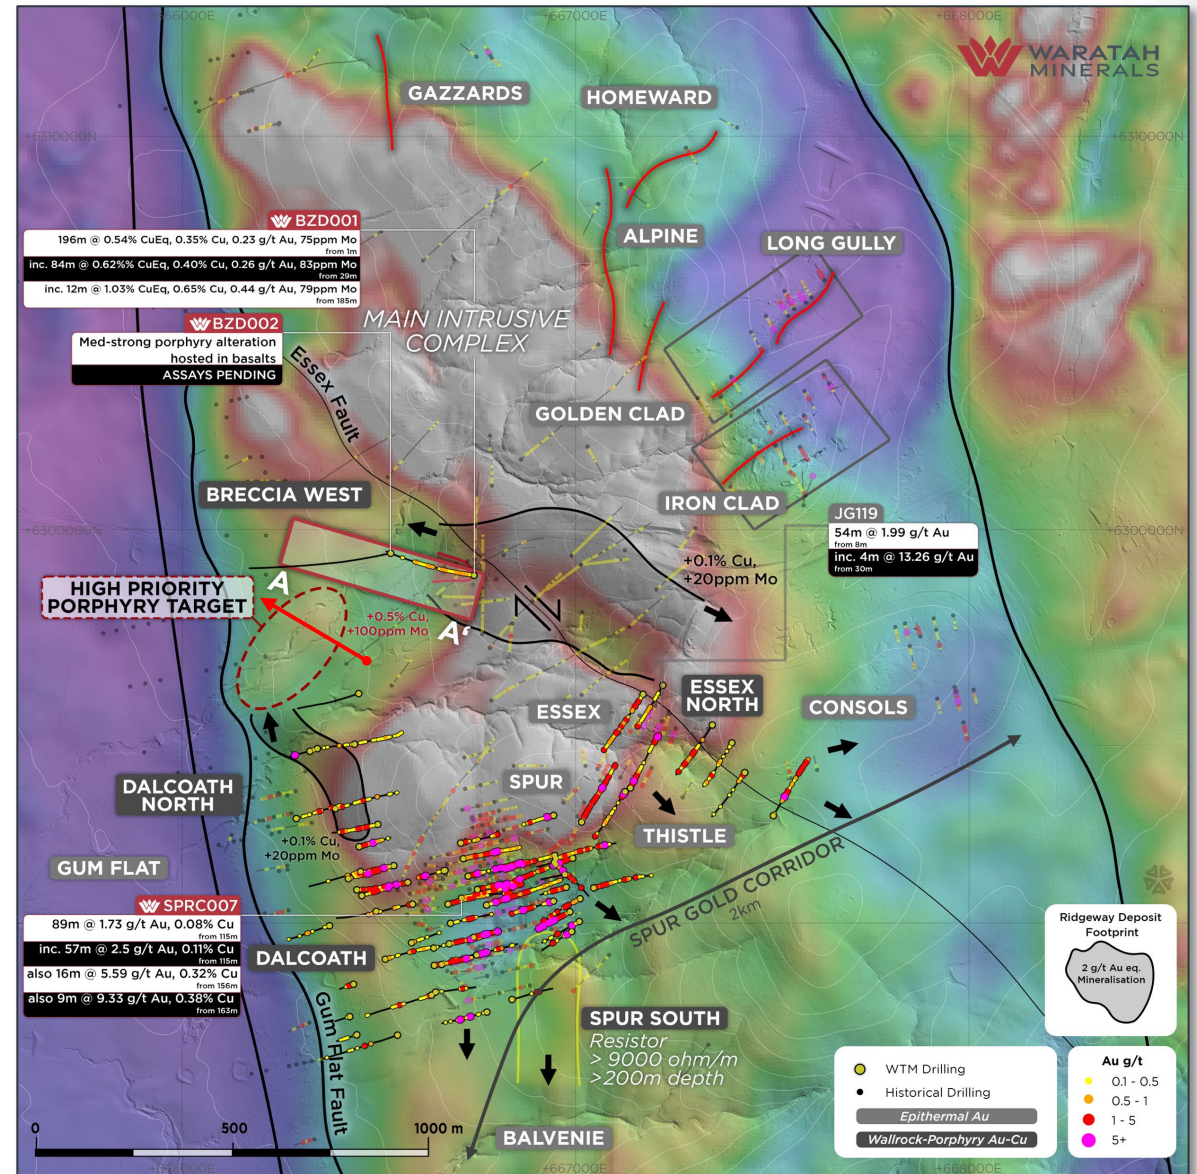 +666000E
+667000E
+668000E
WARATAH
MINERALS
GAZZARDS
HOMEWARD
+6310000N
+6310000N
BZD001
196m @ 0.54% CuEq, 0.35% Cu, 0.23 g/t Au, 75ppm Mo
from 1m
inc. 84m @ 0.62%% CuEq, 0.40% Cu, 0.26 g/t Au, 83ppm Mo
from 29m
inc. 12m @ 1.03% CuEq, 0.65% Cu, 0.44 g/t Au, 79ppm Mo
from 185m
ALPINE
LONG GULLY
BZD002
Med-strong porphyry alteration
hosted in basalts
ASSAYS PENDING
MAIN INTRUSIVE
COMPLEX
Essex Fault
GOLDEN CLAD
BRECCIA WEST
IRON CLAD
JG119
54m @ 1.99 g/t Au
from 8m
inc. 4m @ 13.26 g/t Au
from 30m
+6300000N
+6300000N
+0.1% Cu,
+20ppm Mo
HIGH PRIORITY
PORPHYRY TARGET
A
+0.5% Cu,
+100ppm Mo
A'
ESSEX
ESSEX
NORTH
CONSOLS
DALCOATH
NORTH
SPUR
THISTLE
+0.1% Cu,
+20ppm Mo
GUM FLAT
SPUR GOLD CORRIDOR
2km
SPRC007
89m @ 1.73 g/t Au, 0.08% Cu
from 115m
inc. 57m @ 2.5 g/t Au, 0.11% Cu
from 115m
also 16m @ 5.59 g/t Au, 0.32% Cu
from 156m
also 9m @ 9.33 g/t Au, 0.38% Cu
from 163m
DALCOATH
Gum Flat Fault
SPUR SOUTH
Resistor
> 9000 ohm/m
>200m depth
BALVENIE
Ridgeway Deposit
Footprint
2 g/t Au eq.
Mineralisation
WTM Drilling
Historical Drilling
Epithermal Au
Wallrock-Porphyry Au-Cu
Au g/t
0.1 - 0.5
0.5 - 1
1 - 5
5+
0
500
1000 m
+666000E
+667000E
+668000E